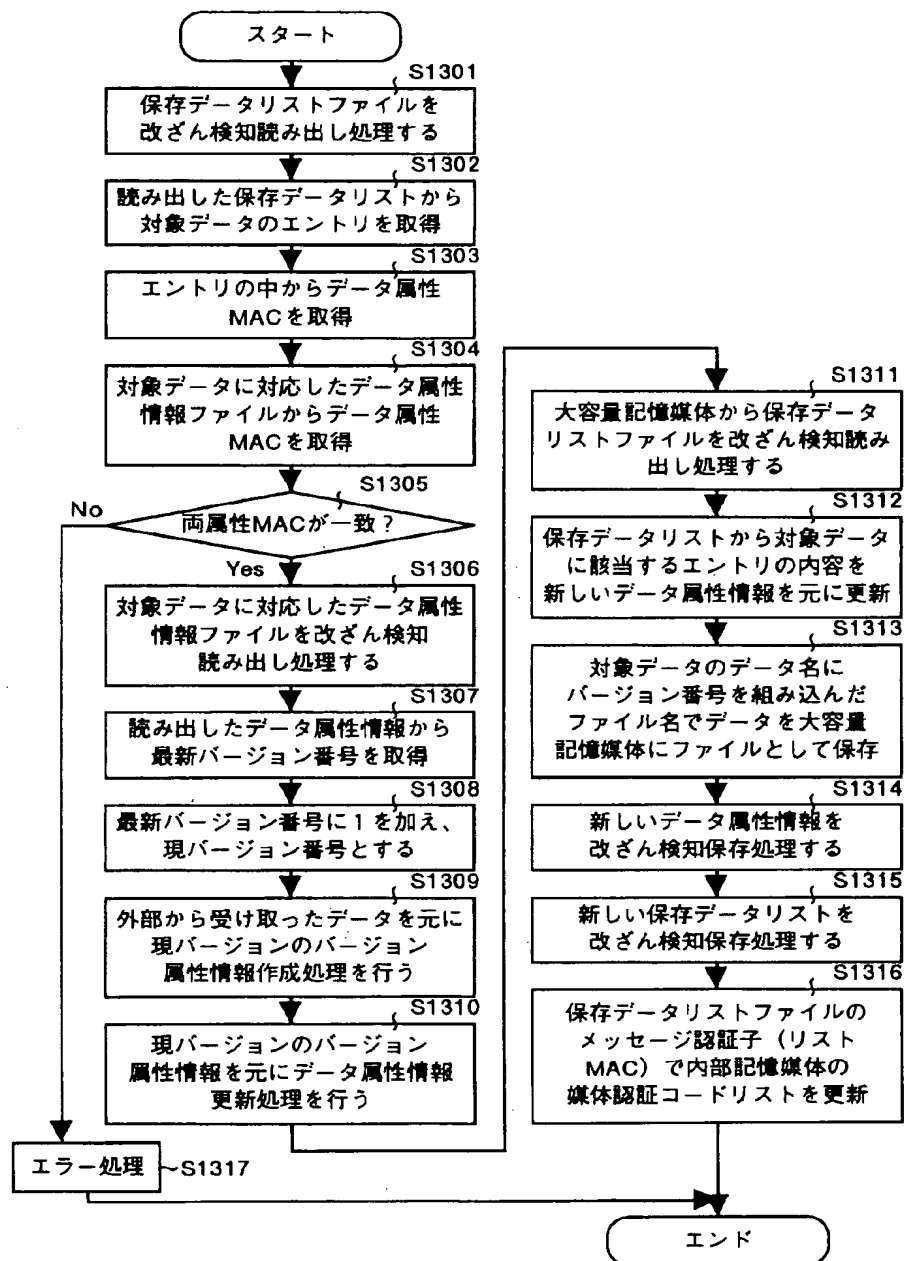 スタート
S1301
保存データリストファイルを
改ざん検知読み出し処理する
S1302
読み出した保存データリストから
対象データのエントリを取得
S1303
エントリの中からデータ属性
MACを取得
S1304
対象データに対応したデータ属性
情報ファイルからデータ属性
MACを取得
S1305
No
両属性MACが一致?
Yes
S1306
対象データに対応したデータ属性
情報ファイルを改ざん検知
読み出し処理する
S1307
読み出したデータ属性情報から
最新バージョン番号を取得
S1308
最新バージョン番号に1を加え、
現バージョン番号とする
S1309
外部から受け取ったデータを元に
現バージョンのバージョン
属性情報作成処理を行う
S1310
現バージョンのバージョン
属性情報を元にデータ属性情報
更新処理を行う
S1311
大容量記憶媒体から保存データ
リストファイルを改ざん検知読み
出し処理する
S1312
保存データリストから対象データ
に該当するエントリの内容を
新しいデータ属性情報を元に更新
S1313
対象データのデータ名に
バージョン番号を組み込んだ
ファイル名でデータを大容量
記憶媒体にファイルとして保存
S1314
新しいデータ属性情報を
改ざん検知保存処理する
S1315
新しい保存データリストを
改ざん検知保存処理する
S1316
保存データリストファイルの
メッセージ認証子(リスト
MAC)で内部記憶媒体の
媒体認証コードリストを更新
エラー処理
S1317
エンド